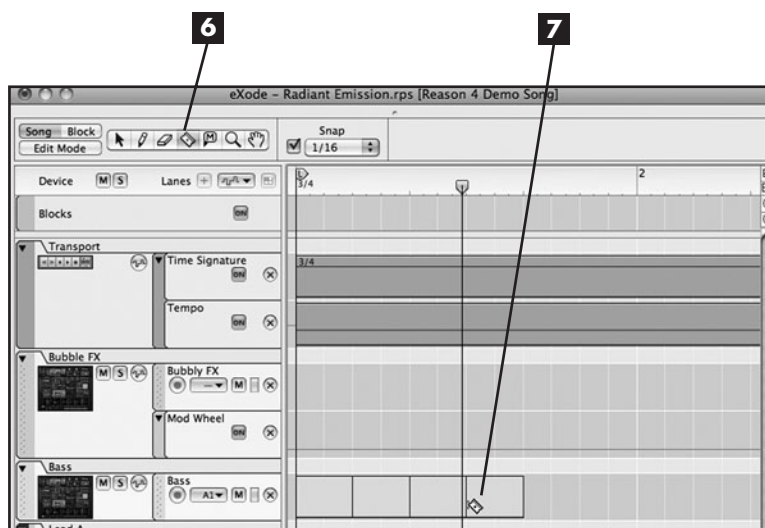 6 7
eXode – Radiant Emission.rps [Reason 4 Demo Song]
Song Block
Edit Mode
M
Snap
1/16
Device M S Lanes
L
3/4
2
Blocks ON
Transport
Time Signature
ON
3/4
Tempo
ON
Bubble FX
M S
Bubbly FX
M
Mod Wheel
ON
Bass
M S
Bass
A1 M
Lead A